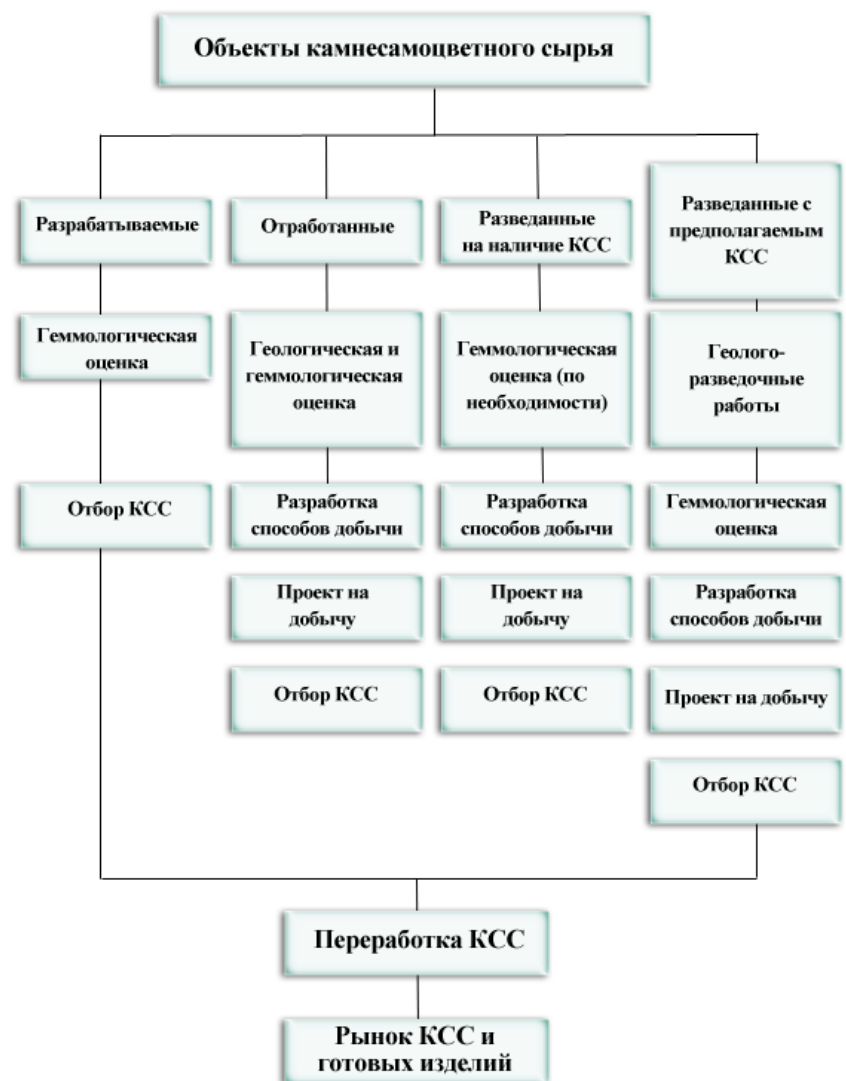 Объекты камнесамоцветного сырья
Разрабатываемые
Геммологическая
оценка
Отбор КСС
Отработанные
Геологическая и
геммологическая
оценка
Разработка
способов добычи
Проект на
добычу
Отбор КСС
Разведанные
на наличие КСС
Геммологическая
оценка (по
необходимости)
Разработка
способов добычи
Проект на
добычу
Отбор КСС
Разведанные с
предполагаемым
КСС
Геолого-
разведочные
работы
Геммологическая
оценка
Разработка
способов добычи
Проект на добычу
Отбор КСС
Переработка КСС
Рынок КСС и
готовых изделий